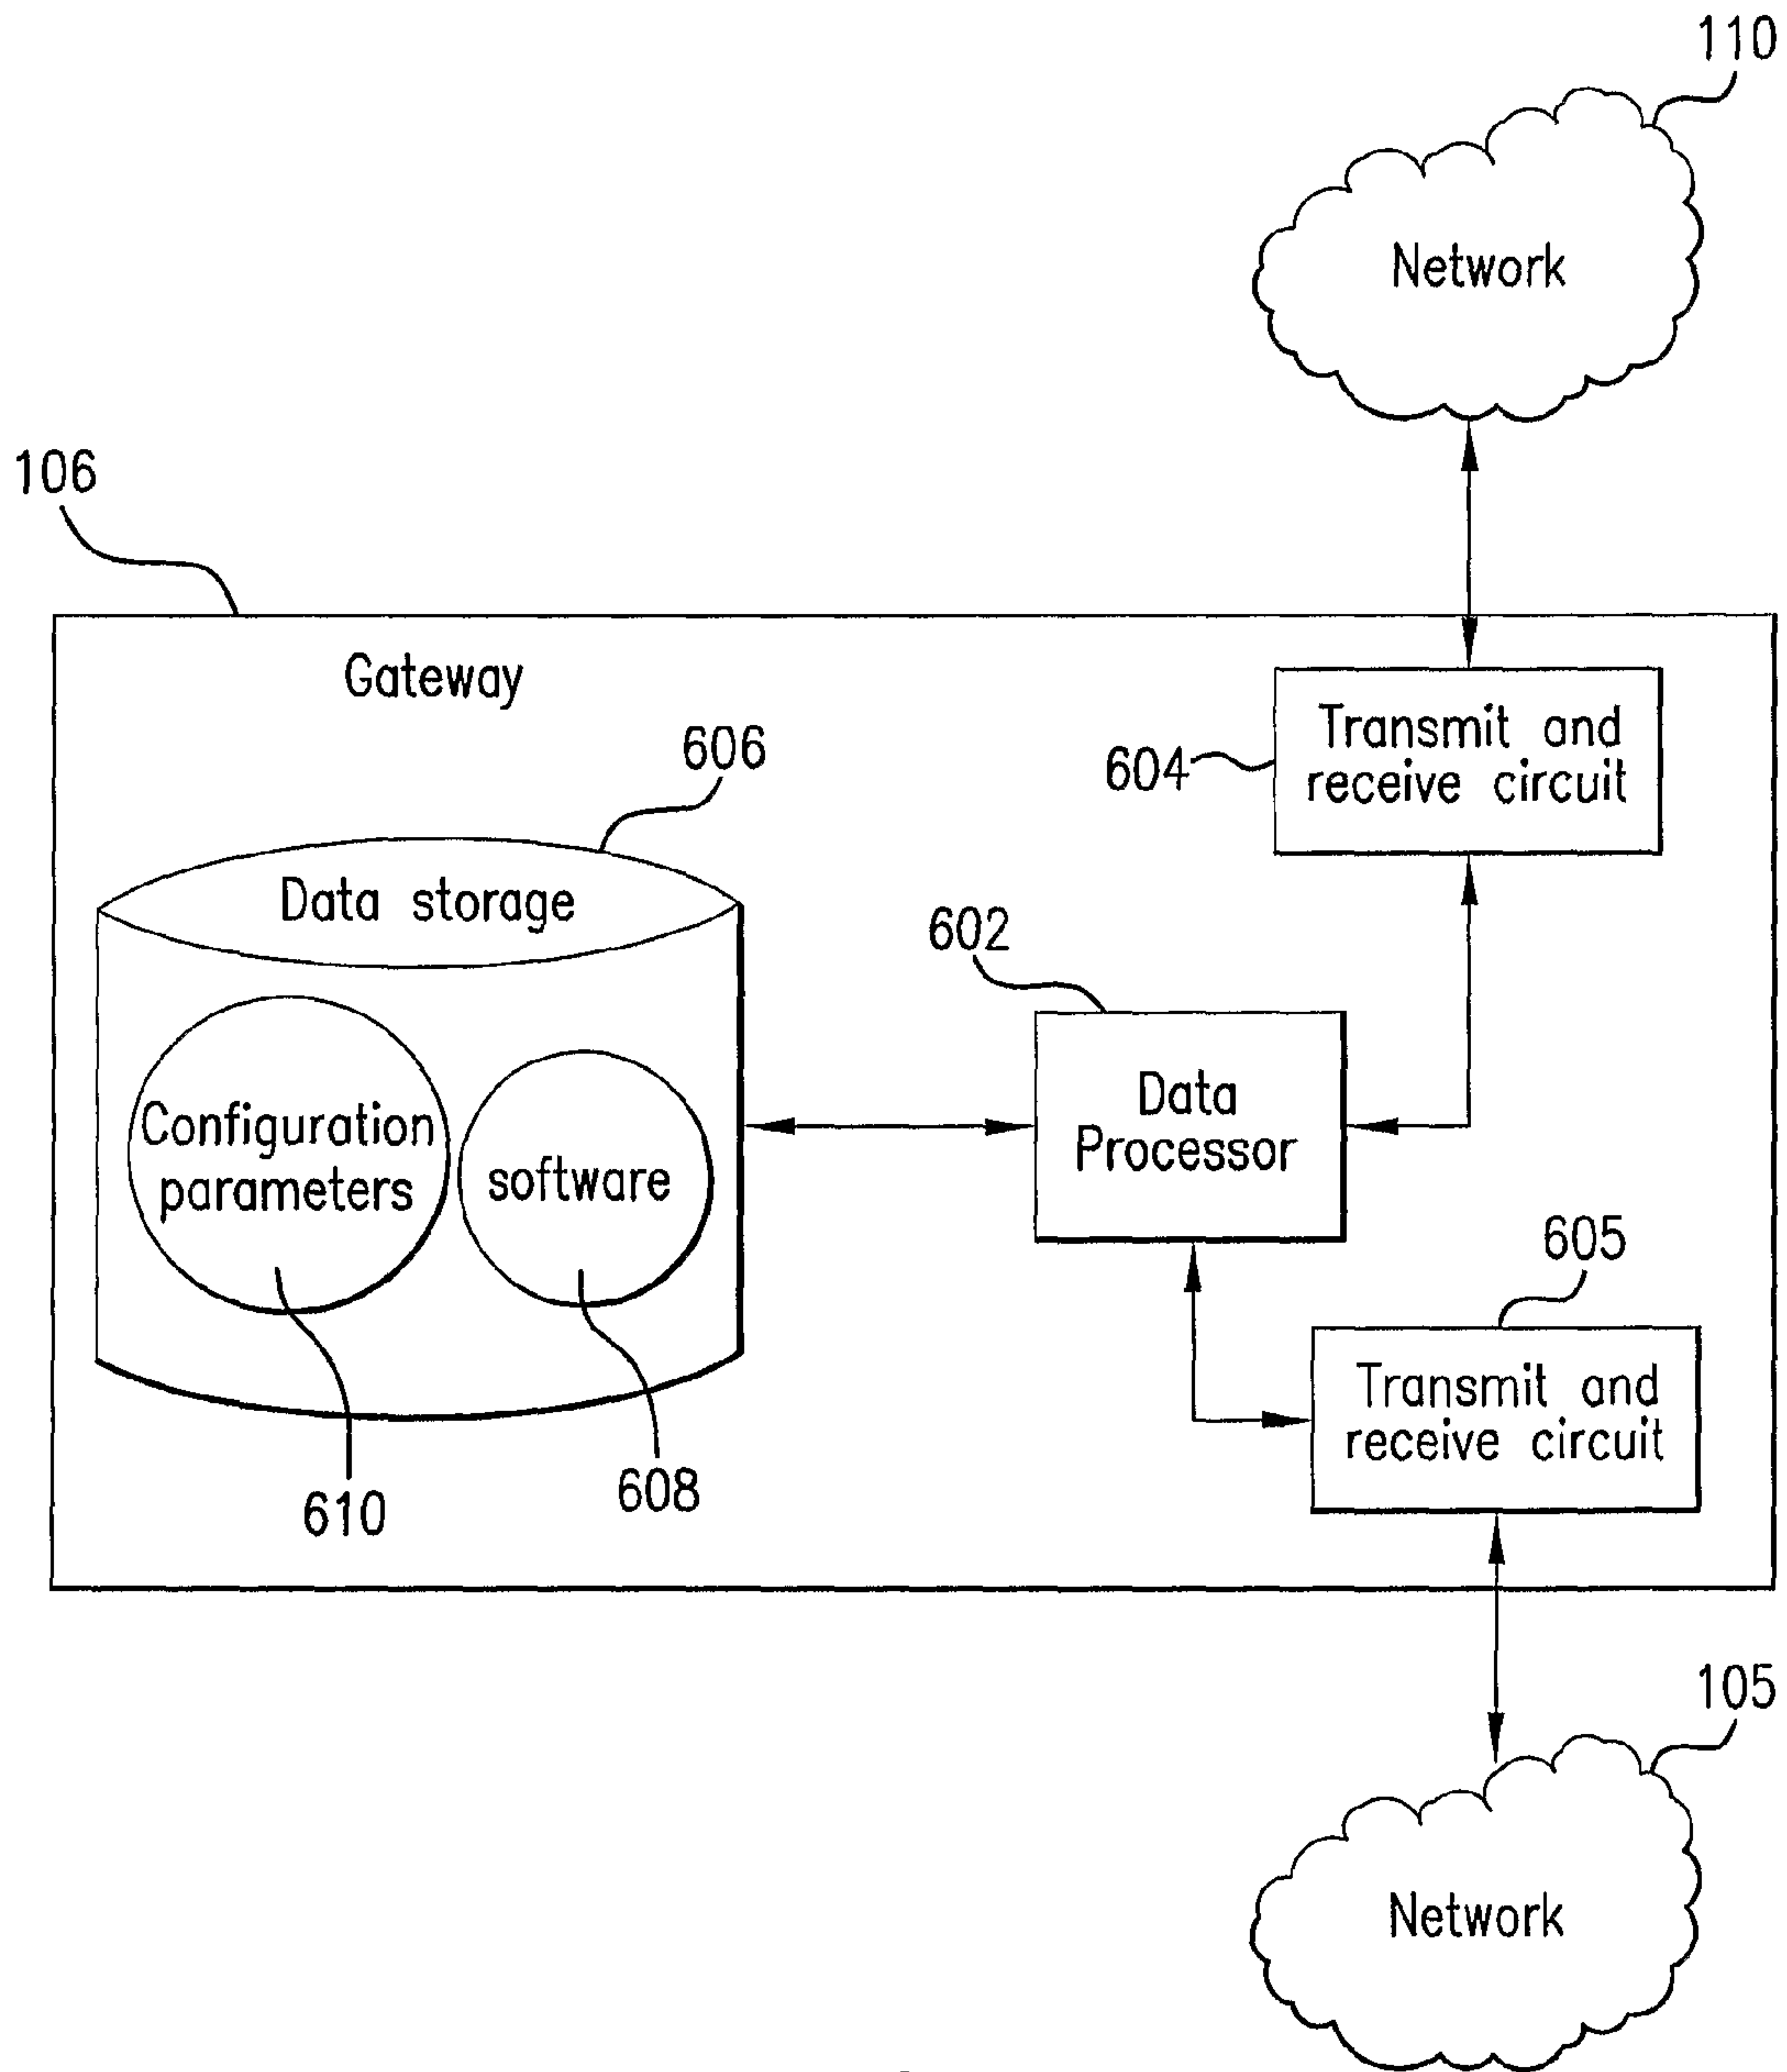 110
Network
106
Gateway
606
604
Transmit and
receive circuit
Data storage
602
Configuration
parameters
software
Data
Processor
605
Transmit and
receive circuit
610
608
105
Network